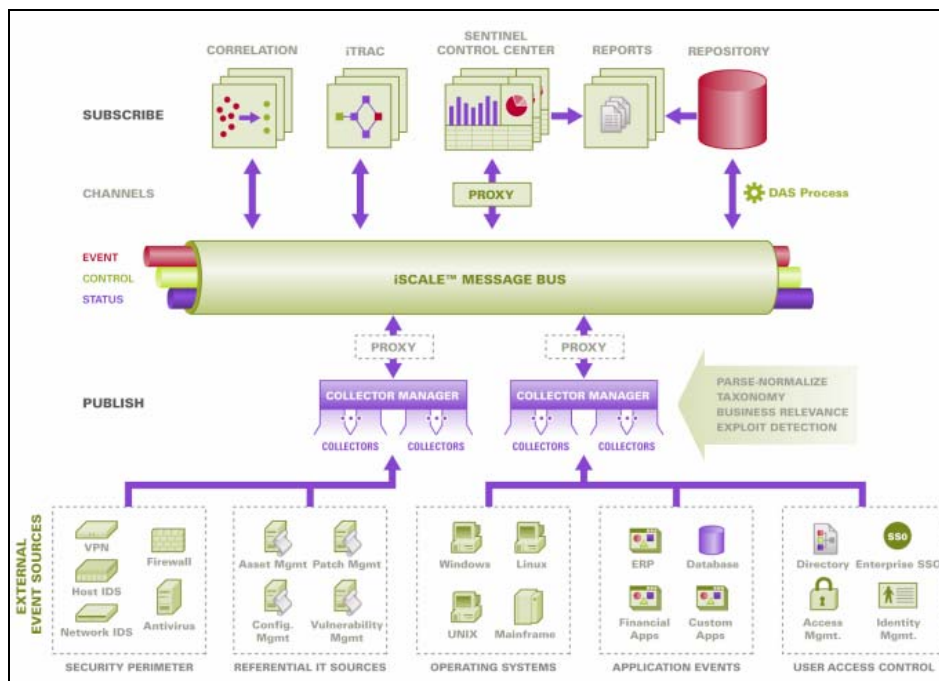 CORRELATION
iTRAC
SENTINEL
CONTROL CENTER
REPORTS
REPOSITORY
SUBSCRIBE
CHANNELS
PROXY
DAS Process
EVENT
CONTROL
STATUS
iSCALE™ MESSAGE BUS
PROXY
PROXY
PUBLISH
COLLECTOR MANAGER
COLLECTORS
COLLECTORS
COLLECTOR MANAGER
COLLECTORS
COLLECTORS
PARSE-NORMALIZE
TAXONOMY
BUSINESS RELEVANCE
EXPLOIT DETECTION
EXTERNAL
EVENT SOURCES
VPN
Firewall
Host IDS
Network IDS
Antivirus
SECURITY PERIMETER
Asset Mgmt
Patch Mgmt
Config.
Mgmt
Vulnerability
Mgmt
REFERENTIAL IT SOURCES
Windows
Linux
UNIX
Mainframe
OPERATING SYSTEMS
ERP
Database
Financial
Apps
Custom
Apps
APPLICATION EVENTS
SSO
Directory
Enterprise SSO
Access
Mgmt.
Identity
Mgmt.
USER ACCESS CONTROL